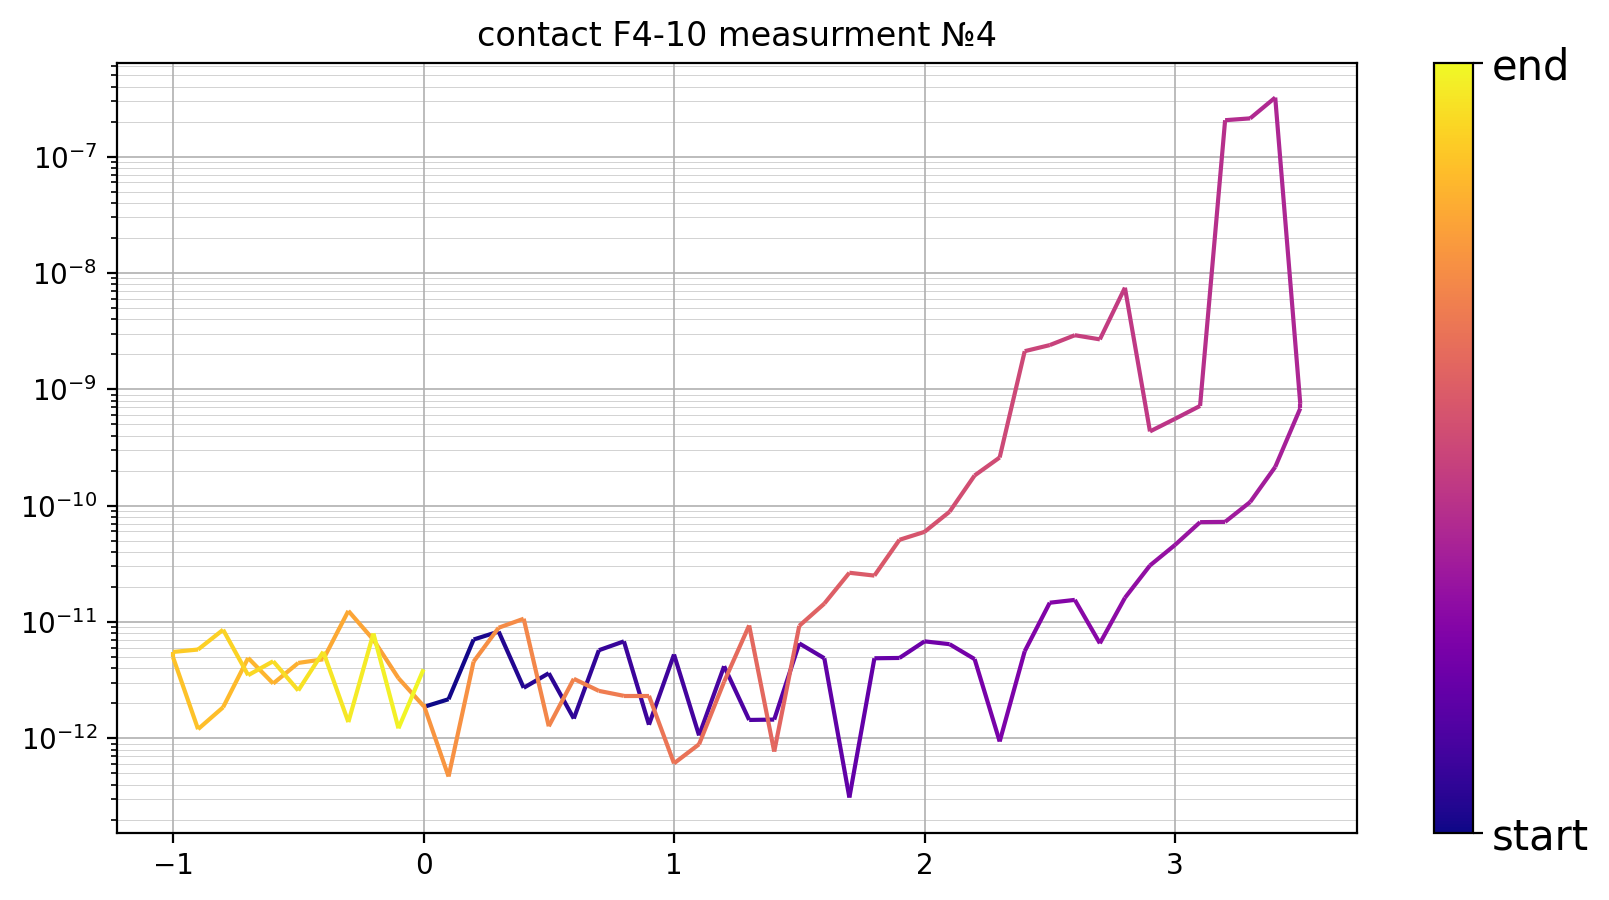 contact F4-10 measurment №4
end
10⁻⁷
10⁻⁸
10⁻⁹
10⁻¹⁰
10⁻¹¹
10⁻¹²
start
−1 0 1 2 3